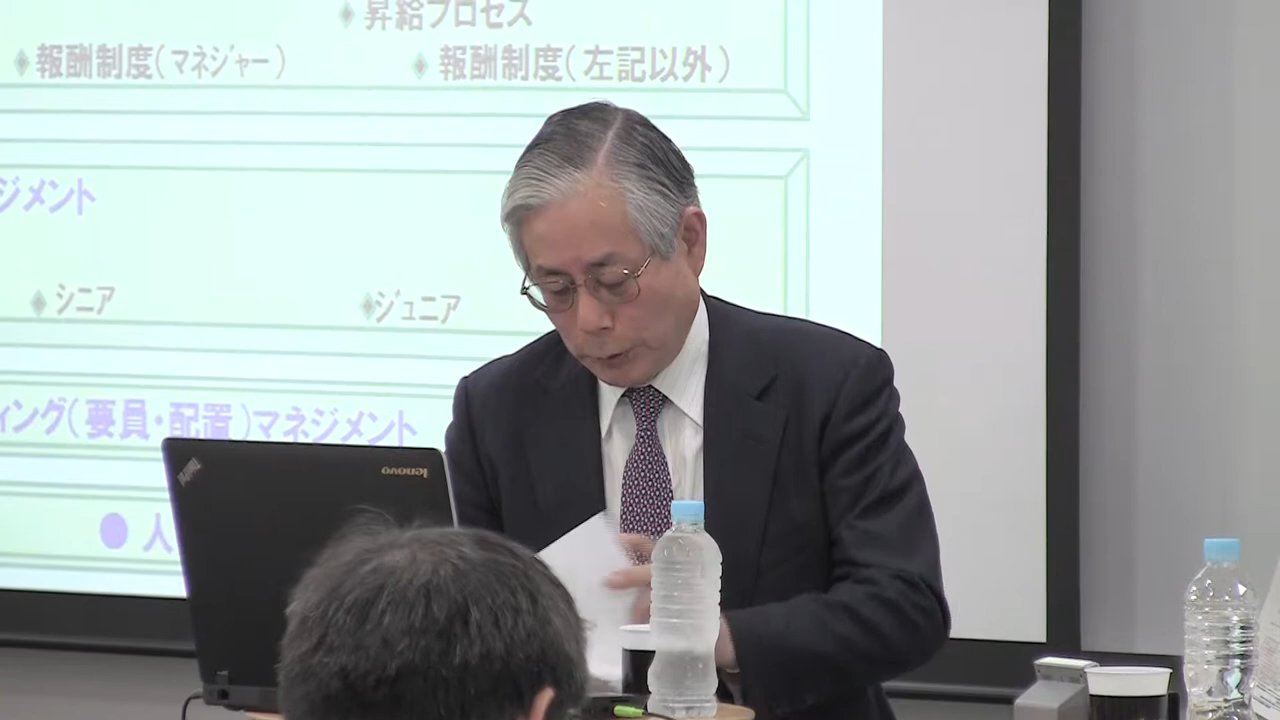 ◆昇給プロセス
◆報酬制度(マネジャー) ◆報酬制度(左記以外)
ジメント
◆シニア ◆ジュニア
ィング(要員・配置)マネジメント
● 人
lenovo